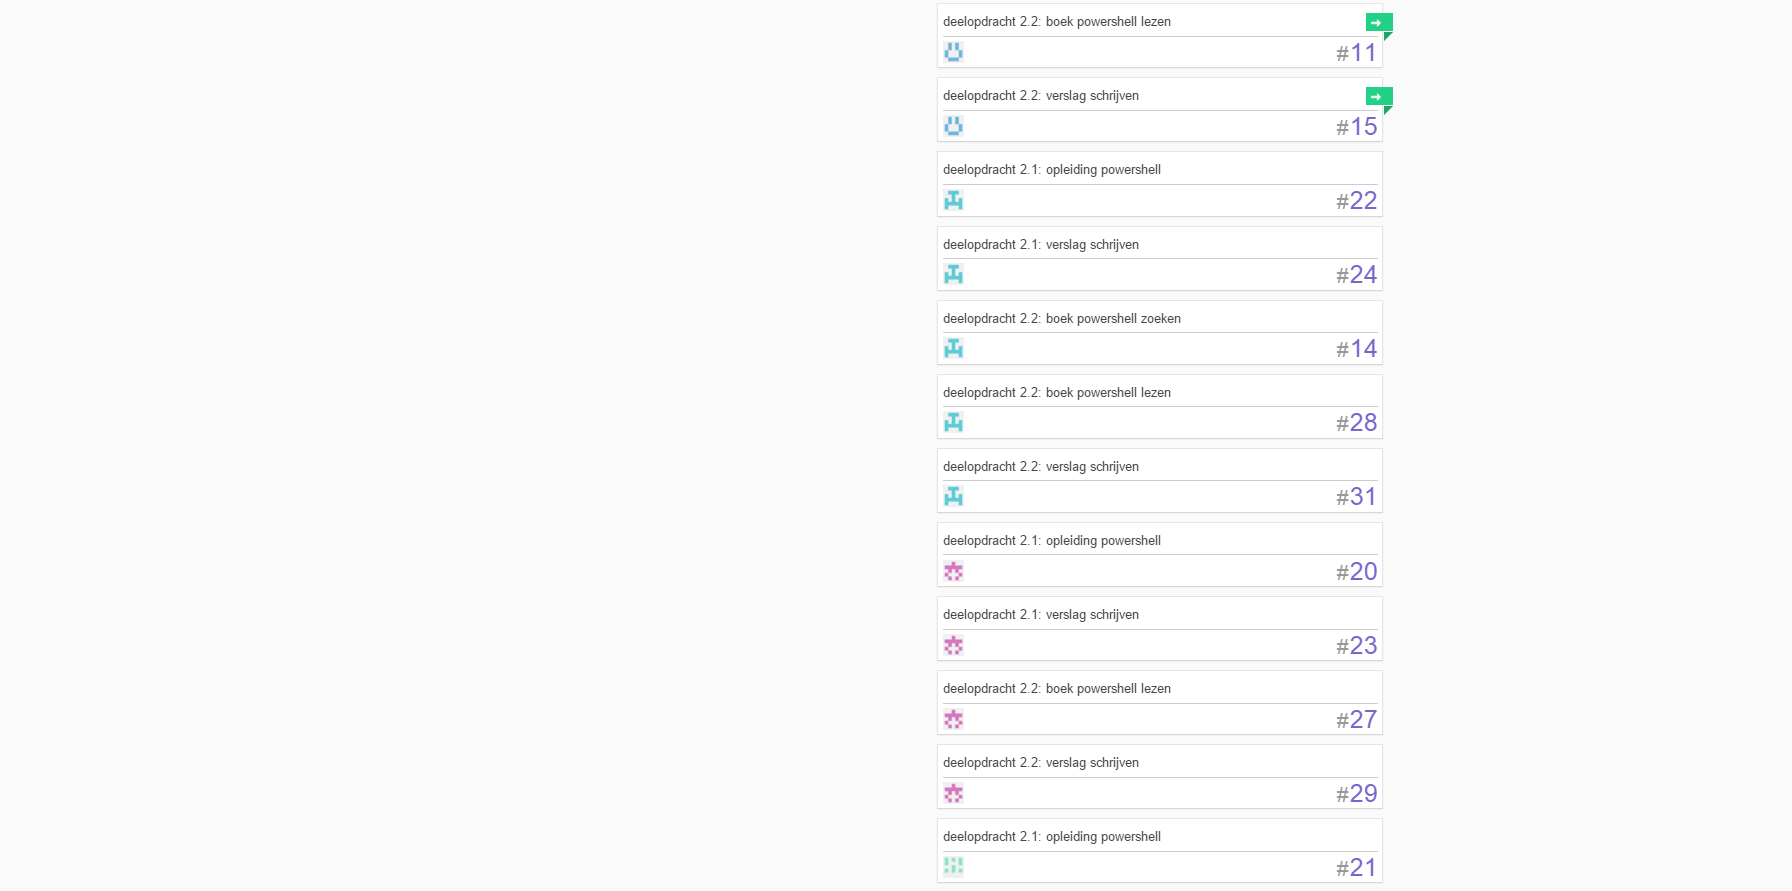 deelopdracht 2.2: boek powershell lezen
#11
deelopdracht 2.2: verslag schrijven
#15
deelopdracht 2.1: opleiding powershell
#22
deelopdracht 2.1: verslag schrijven
#24
deelopdracht 2.2: boek powershell zoeken
#14
deelopdracht 2.2: boek powershell lezen
#28
deelopdracht 2.2: verslag schrijven
#31
deelopdracht 2.1: opleiding powershell
#20
deelopdracht 2.1: verslag schrijven
#23
deelopdracht 2.2: boek powershell lezen
#27
deelopdracht 2.2: verslag schrijven
#29
deelopdracht 2.1: opleiding powershell
#21